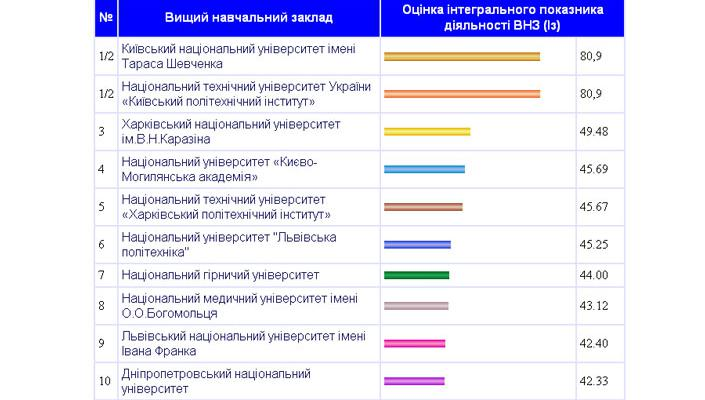 № Вищий навчальний заклад Оцінка інтегрального показника
діяльності ВНЗ (Із)
1/2 Київський національний університет імені
Тараса Шевченка 80,9
1/2 Національний технічний університет України
«Київський політехнічний інститут» 80,9
3 Харківський національний університет
ім.В.Н.Каразіна 49.48
4 Національний університет «Києво-
Могилянська академія» 45.69
5 Національний технічний університет
«Харківський політехнічний інститут» 45.67
6 Національний університет "Львівська
політехніка" 45.25
7 Національний гірничий університет 44.00
8 Національний медичний університет імені
О.О.Богомольця 43.12
9 Львівський національний університет імені
Івана Франка 42.40
10 Дніпропетровський національний
університет 42.33